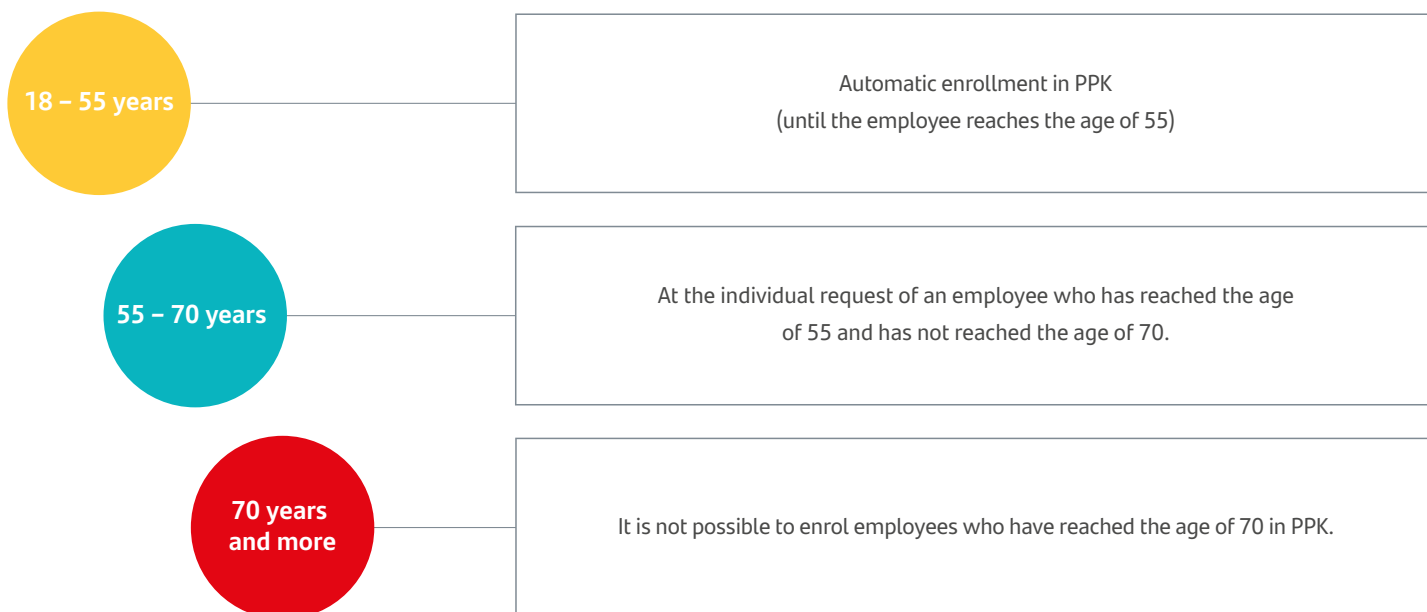 18 – 55 years
Automatic enrollment in PPK
(until the employee reaches the age of 55)
55 – 70 years
At the individual request of an employee who has reached the age
of 55 and has not reached the age of 70.
70 years
and more
It is not possible to enrol employees who have reached the age of 70 in PPK.